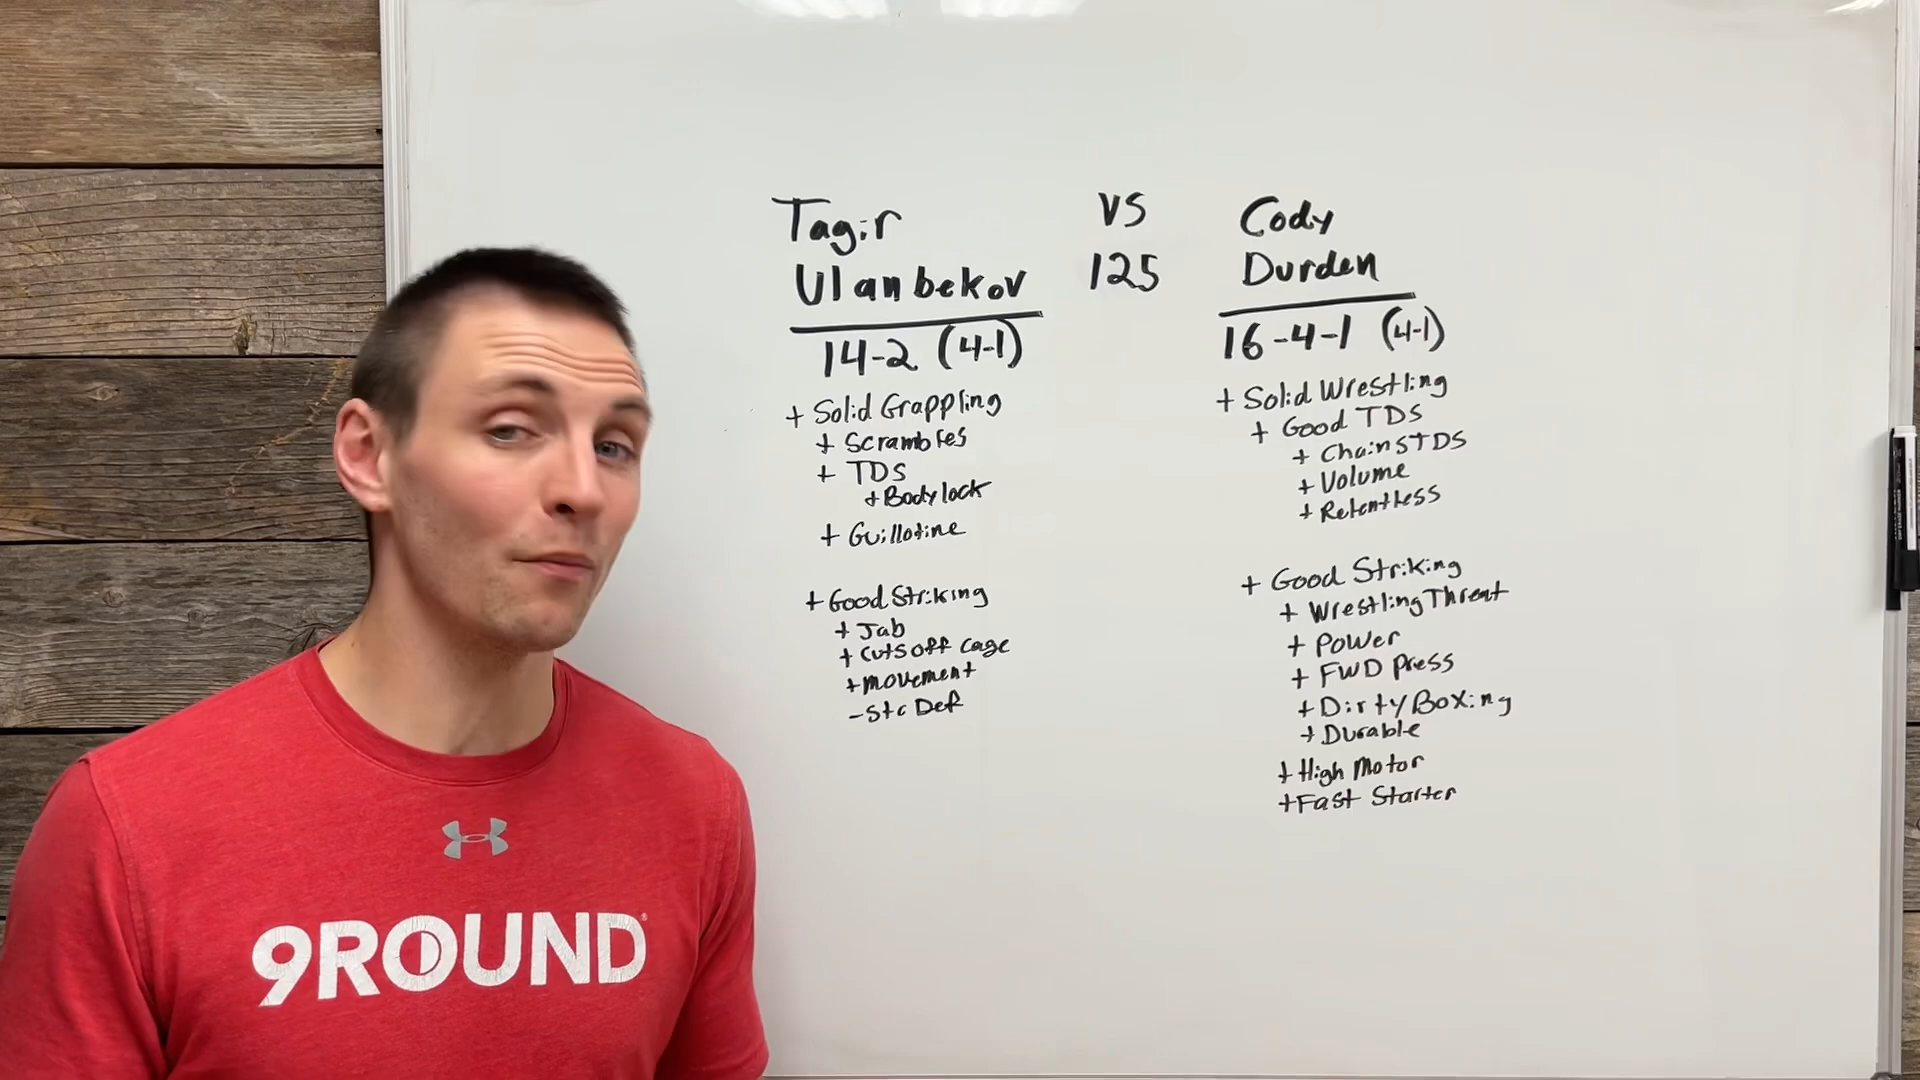 Tagir
Ulanbekov
14-2 (4-1)
+ Solid Grappling
+ Scrambles
+ TDS
+ Body lock
+ Guillotine
+ Good Striking
+ Jab
+ Cuts off cage
+ movement
- Str Def
VS
125
Cody
Durden
16-4-1 (4-1)
+ Solid Wrestling
+ Good TDS
+ Chains TDS
+ Volume
+ Relentless
+ Good Striking
+ Wrestling Threat
+ Power
+ FWD press
+ Dirty Boxing
+ Durable
+ High Motor
+ Fast Starter
9ROUND